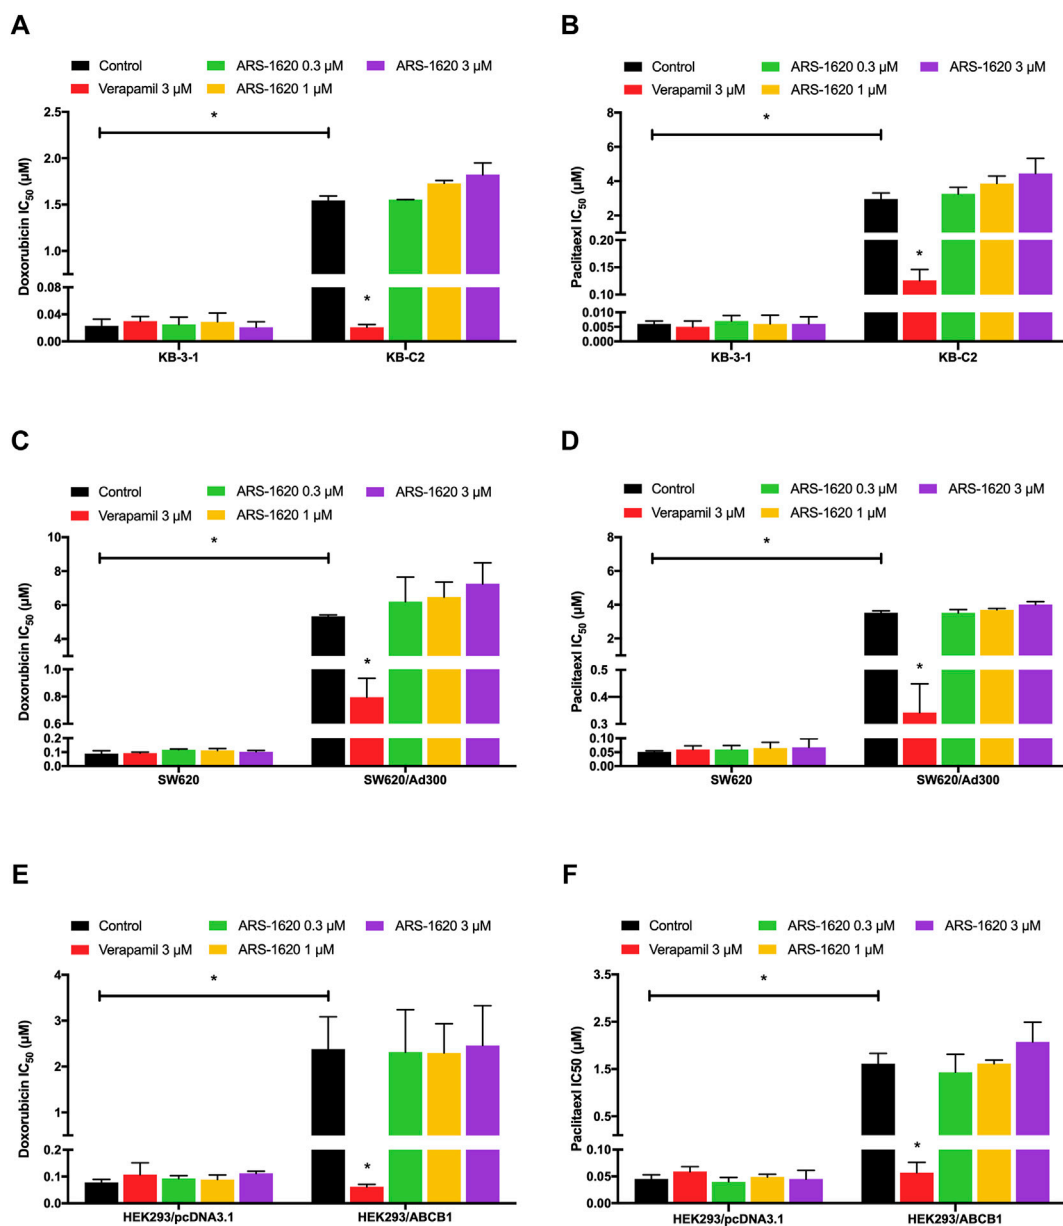 A
Control
ARS-1620 0.3 μM
ARS-1620 3 μM
Verapamil 3 μM
ARS-1620 1 μM
Doxorubicin IC50 (μM)
2.5
2.0
1.5
1.0
0.08
0.04
0.00
*
*
KB-3-1
KB-C2
B
Control
ARS-1620 0.3 μM
ARS-1620 3 μM
Verapamil 3 μM
ARS-1620 1 μM
Paclitaexl IC50 (μM)
8
6
4
2
0.20
0.15
0.10
0.010
0.005
0.000
*
*
KB-3-1
KB-C2
C
Control
ARS-1620 0.3 μM
ARS-1620 3 μM
Verapamil 3 μM
ARS-1620 1 μM
Doxorubicin IC50 (μM)
10
8
6
4
1.0
0.8
0.6
0.2
0.1
0.0
*
*
SW620
SW620/Ad300
D
Control
ARS-1620 0.3 μM
ARS-1620 3 μM
Verapamil 3 μM
ARS-1620 1 μM
Paclitaexl IC50 (μM)
8
6
4
2
0.5
0.4
0.3
0.10
0.05
0.00
*
*
SW620
SW620/Ad300
E
Control
ARS-1620 0.3 μM
ARS-1620 3 μM
Verapamil 3 μM
ARS-1620 1 μM
Doxorubicin IC50 (μM)
4
3
2
1
0.2
0.1
0.0
*
*
HEK293/pcDNA3.1
HEK293/ABCB1
F
Control
ARS-1620 0.3 μM
ARS-1620 3 μM
Verapamil 3 μM
ARS-1620 1 μM
Paclitaexl IC50 (μM)
3.5
2.5
1.5
0.5
0.10
0.05
0.00
*
*
HEK293/pcDNA3.1
HEK293/ABCB1